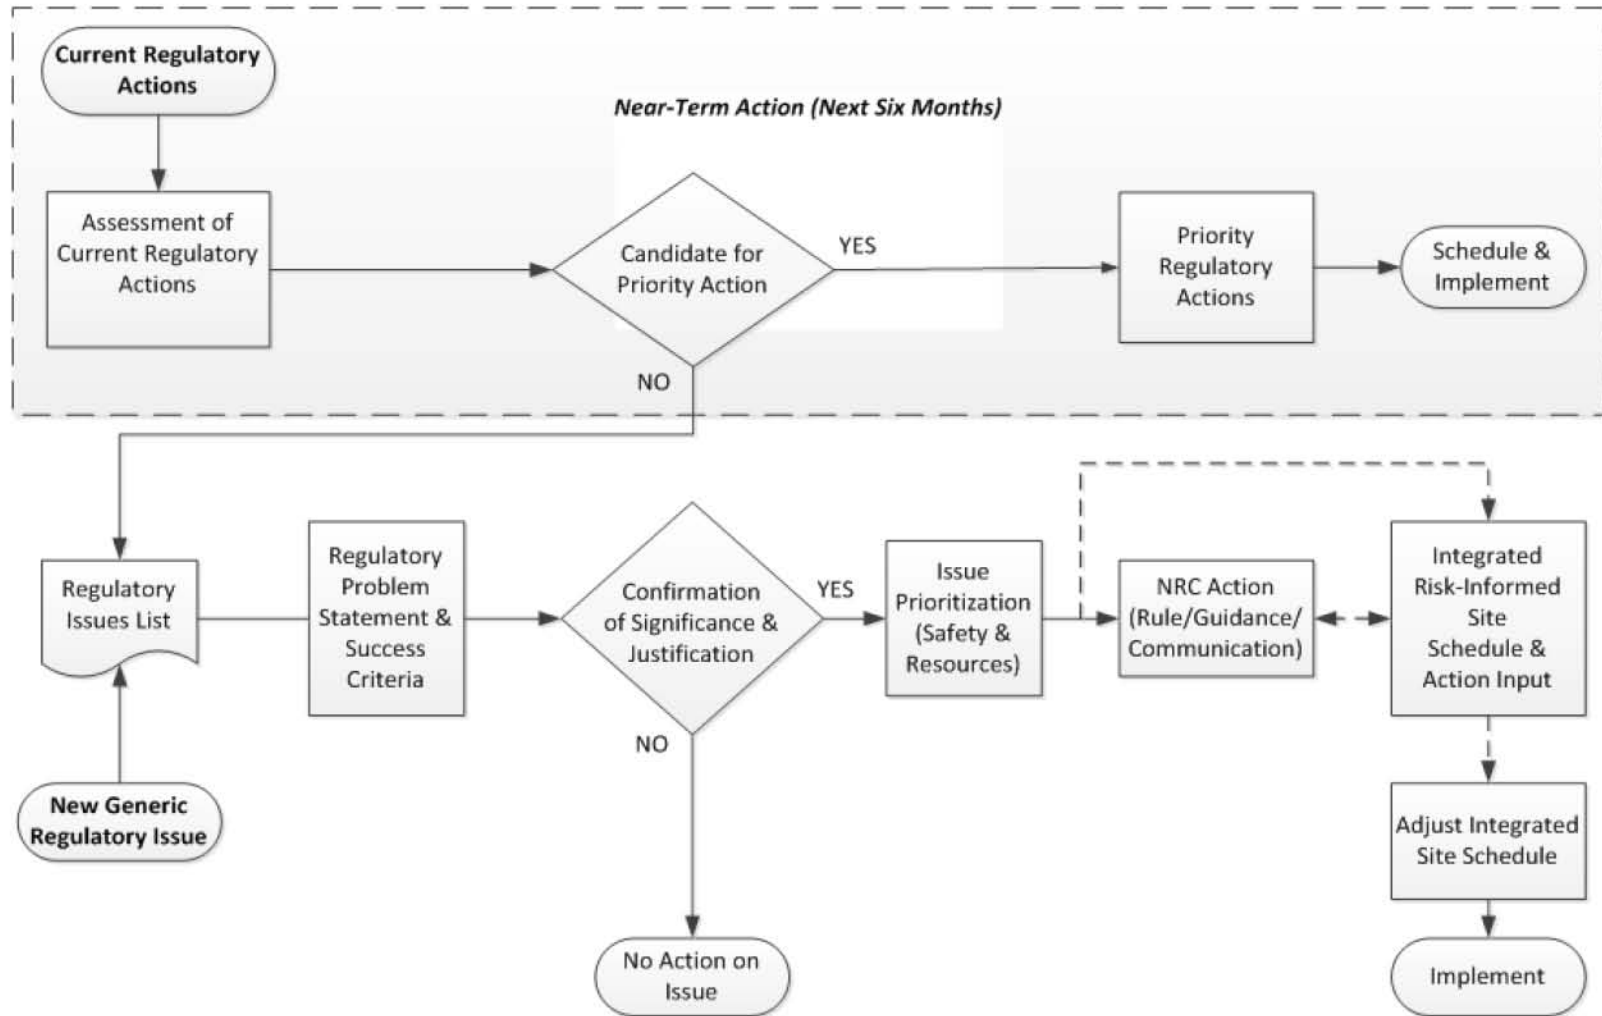 Current Regulatory
Actions
Near-Term Action (Next Six Months)
Assessment of
Current Regulatory
Actions
Candidate for
Priority Action
YES
Priority
Regulatory
Actions
Schedule &
Implement
NO
Regulatory
Issues List
Regulatory
Problem
Statement &
Success
Criteria
Confirmation
of Significance &
Justification
YES
Issue
Prioritization
(Safety &
Resources)
NRC Action
(Rule/Guidance/
Communication)
Integrated
Risk-Informed
Site
Schedule &
Action Input
NO
New Generic
Regulatory Issue
Adjust Integrated
Site Schedule
No Action on
Issue
Implement